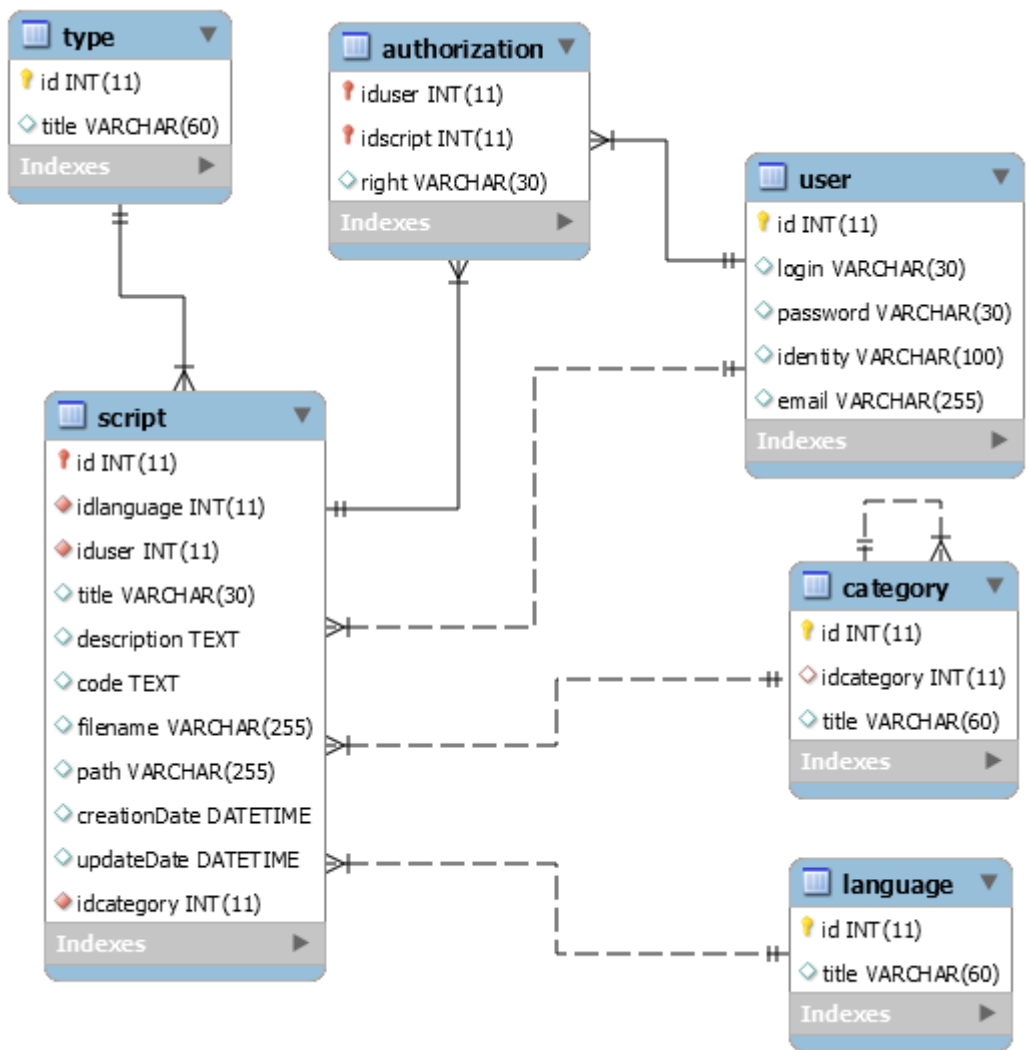 type
id INT(11)
title VARCHAR(60)
Indexes
authorization
iduser INT(11)
idscript INT(11)
right VARCHAR(30)
Indexes
user
id INT(11)
login VARCHAR(30)
password VARCHAR(30)
identity VARCHAR(100)
email VARCHAR(255)
Indexes
script
id INT(11)
idlanguage INT(11)
iduser INT(11)
title VARCHAR(30)
description TEXT
code TEXT
filename VARCHAR(255)
path VARCHAR(255)
creationDate DATETIME
updateDate DATETIME
idcategory INT(11)
Indexes
category
id INT(11)
idcategory INT(11)
title VARCHAR(60)
Indexes
language
id INT(11)
title VARCHAR(60)
Indexes